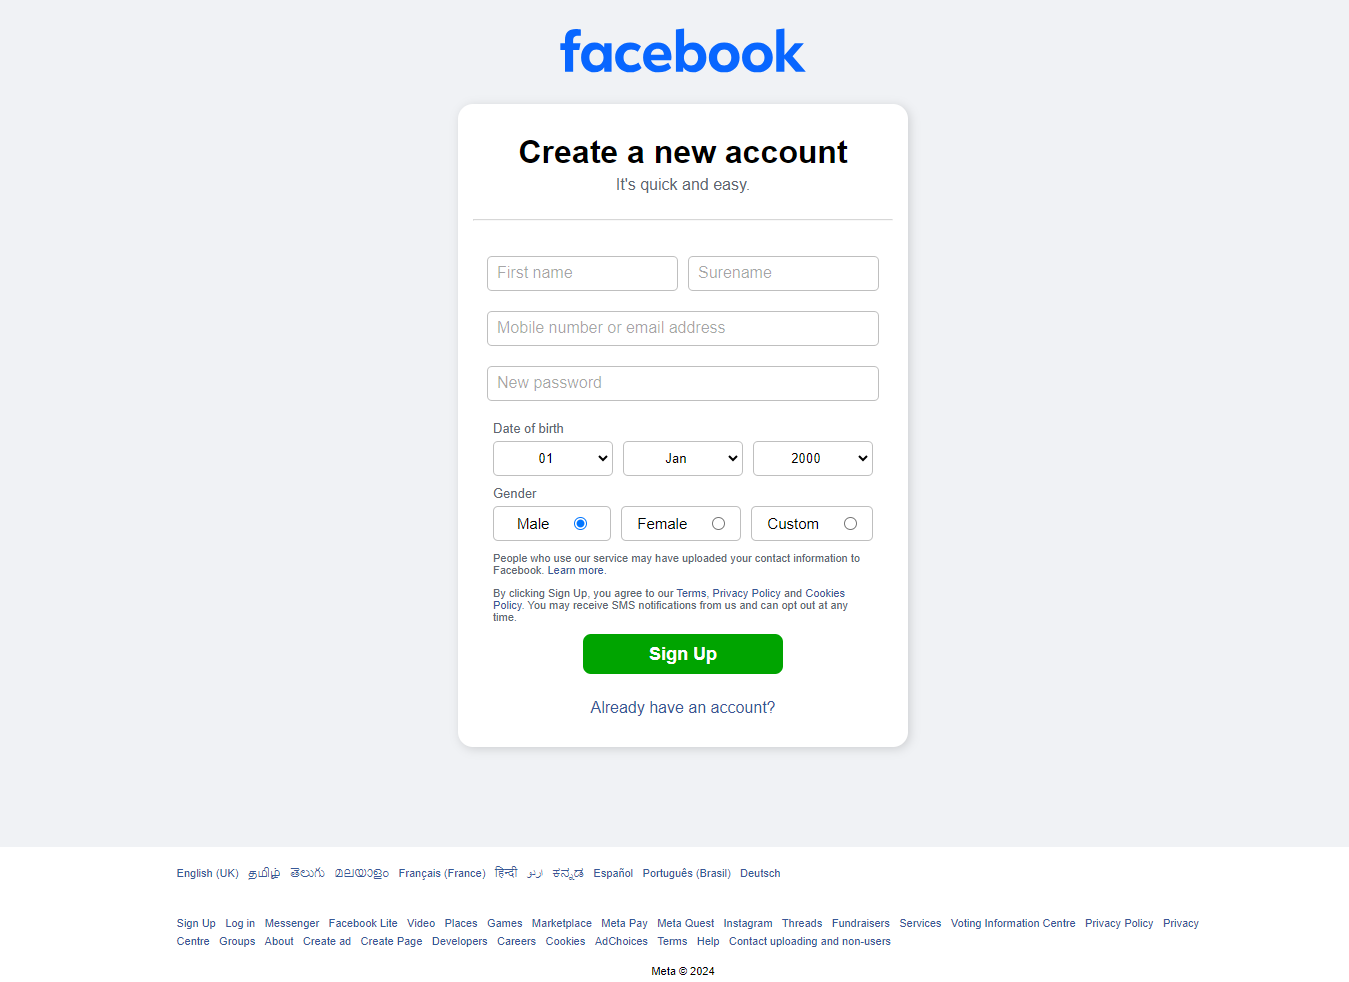 facebook
Create a new account
It's quick and easy.
First name Surename
Mobile number or email address
New password
Date of birth
01 Jan 2000
Gender
Male Female Custom
People who use our service may have uploaded your contact information to
Facebook. Learn more.
By clicking Sign Up, you agree to our Terms, Privacy Policy and Cookies
Policy. You may receive SMS notifications from us and can opt out at any
time.
Sign Up
Already have an account?
English (UK) தமிழ் తెలుగు മലയാളം Français (France) हिन्दी اردو ಕನ್ನಡ Español Português (Brasil) Deutsch
Sign Up Log in Messenger Facebook Lite Video Places Games Marketplace Meta Pay Meta Quest Instagram Threads Fundraisers Services Voting Information Centre Privacy Policy Privacy
Centre Groups About Create ad Create Page Developers Careers Cookies AdChoices Terms Help Contact uploading and non-users
Meta © 2024